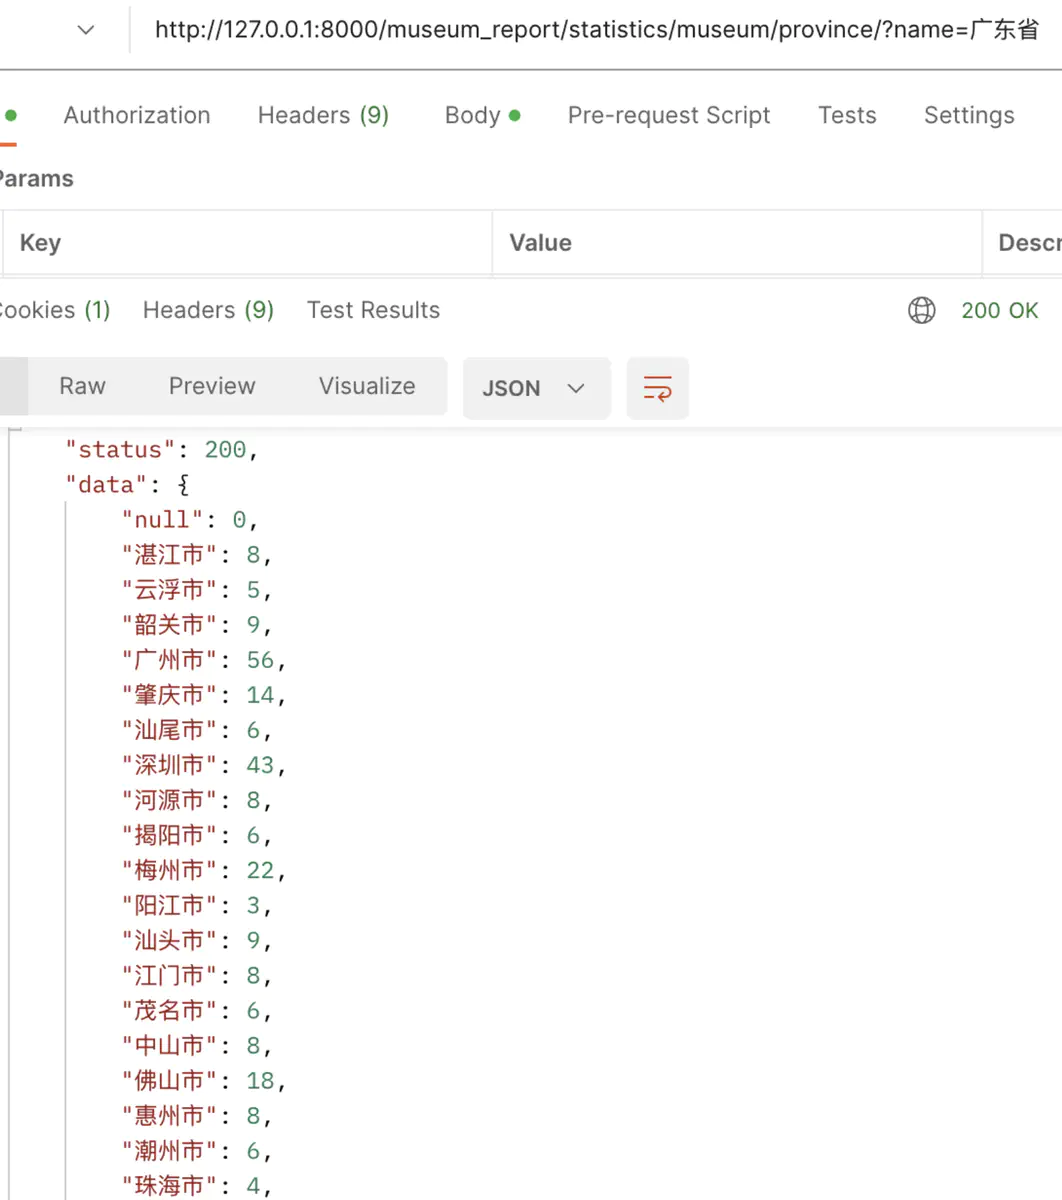 http://127.0.0.1:8000/museum_report/statistics/museum/province/?name=广东省
Authorization Headers (9) Body Pre-request Script Tests Settings
Params
Key Value Descr
Cookies (1) Headers (9) Test Results 200 OK
Raw Preview Visualize JSON
"status": 200,
"data": {
"null": 0,
"湛江市": 8,
"云浮市": 5,
"韶关市": 9,
"广州市": 56,
"肇庆市": 14,
"汕尾市": 6,
"深圳市": 43,
"河源市": 8,
"揭阳市": 6,
"梅州市": 22,
"阳江市": 3,
"汕头市": 9,
"江门市": 8,
"茂名市": 6,
"中山市": 8,
"佛山市": 18,
"惠州市": 8,
"潮州市": 6,
"珠海市": 4,